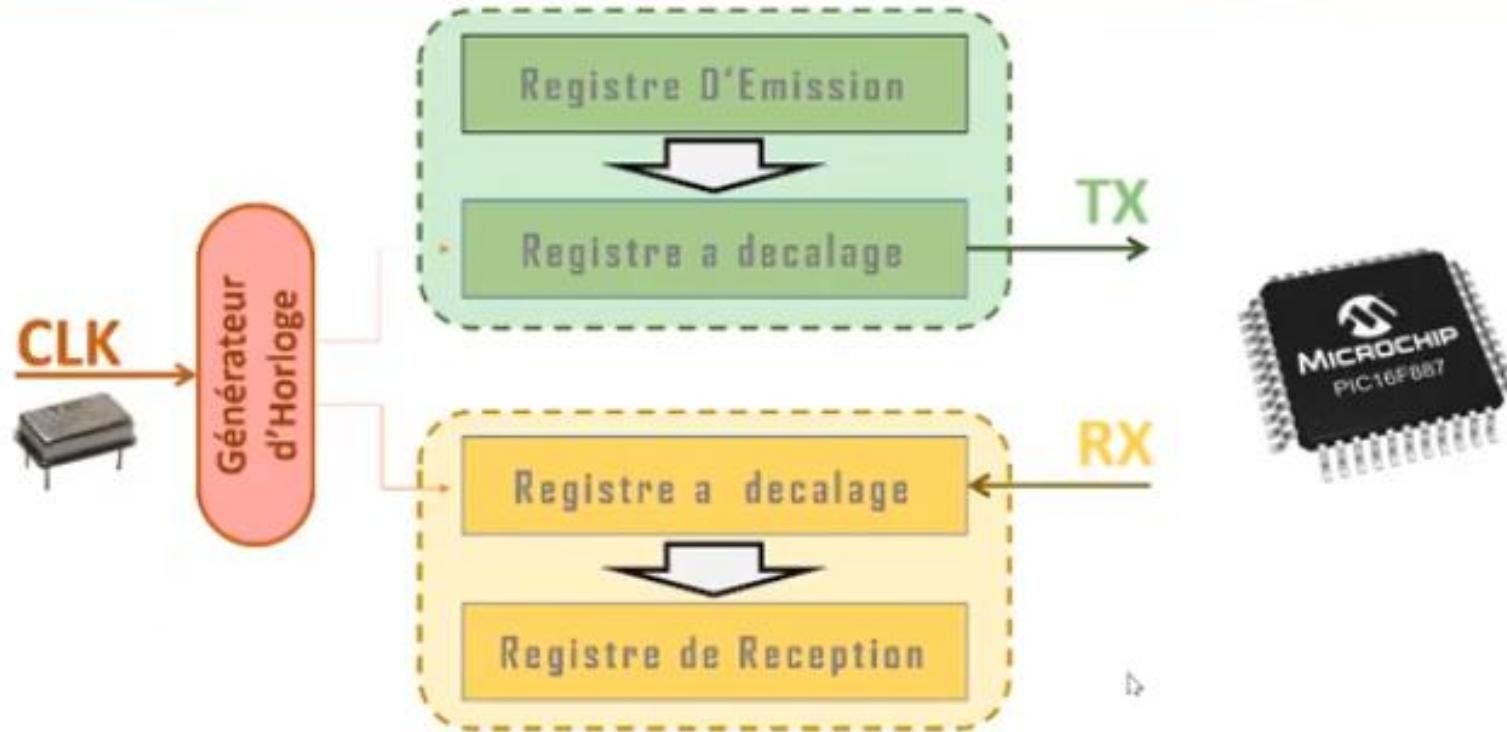 Registre D'Emission
Registre a decalage
TX
CLK
Générateur
d'Horloge
MICROCHIP
PIC16F887
RX
Registre a decalage
Registre de Reception